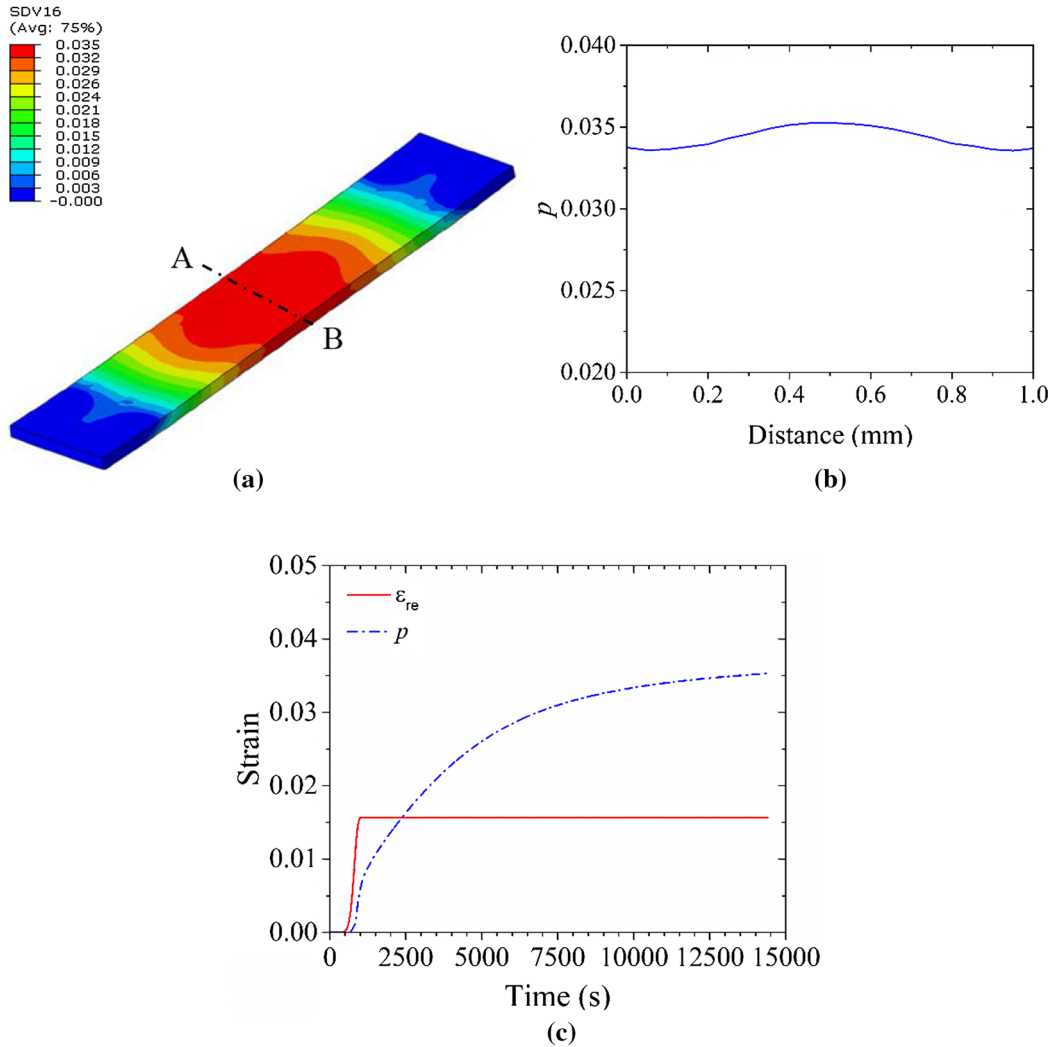 SDV16
(Avg: 75%)
0.035
0.032
0.029
0.026
0.024
0.021
0.018
0.015
0.012
0.009
0.006
0.003
-0.000
A
B
(a)
0.040
0.035
0.030
0.025
0.020
p
0.0 0.2 0.4 0.6 0.8 1.0
Distance (mm)
(b)
0.05
0.04
0.03
0.02
0.01
0.00
Strain
εre
p
0 2500 5000 7500 10000 12500 15000
Time (s)
(c)